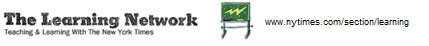 The Learning Network
Teaching & Learning With The New York Times
www.nytimes.com/section/learning